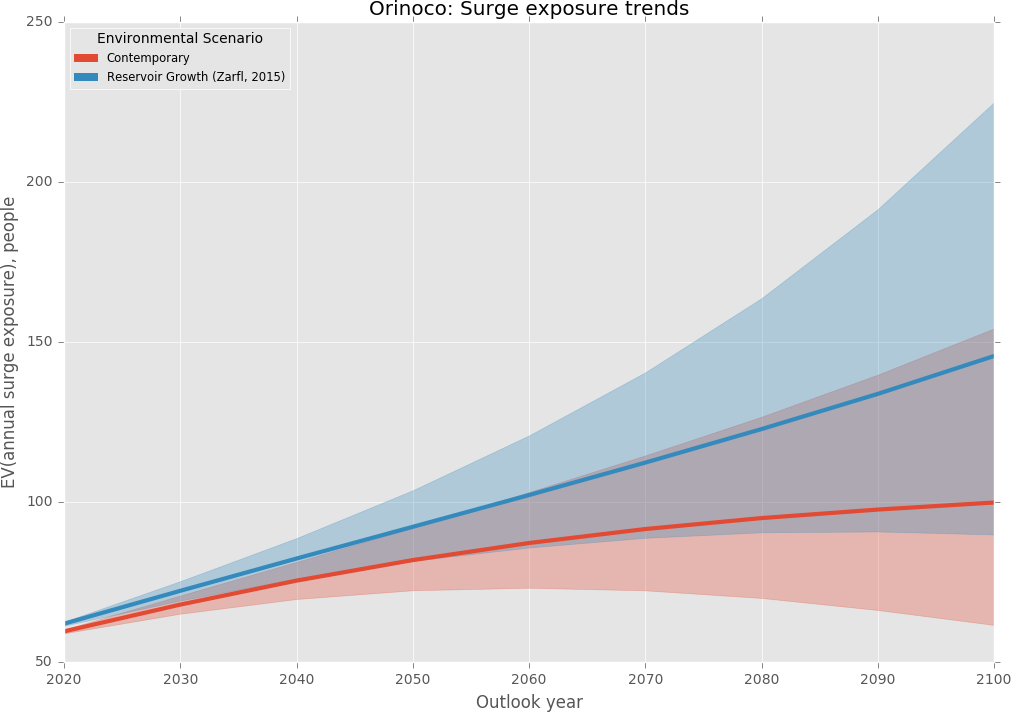 Orinoco: Surge exposure trends
Environmental Scenario
Contemporary
Reservoir Growth (Zarfl, 2015)
EV(annual surge exposure), people
250
200
150
100
50
2020 2030 2040 2050 2060 2070 2080 2090 2100
Outlook year